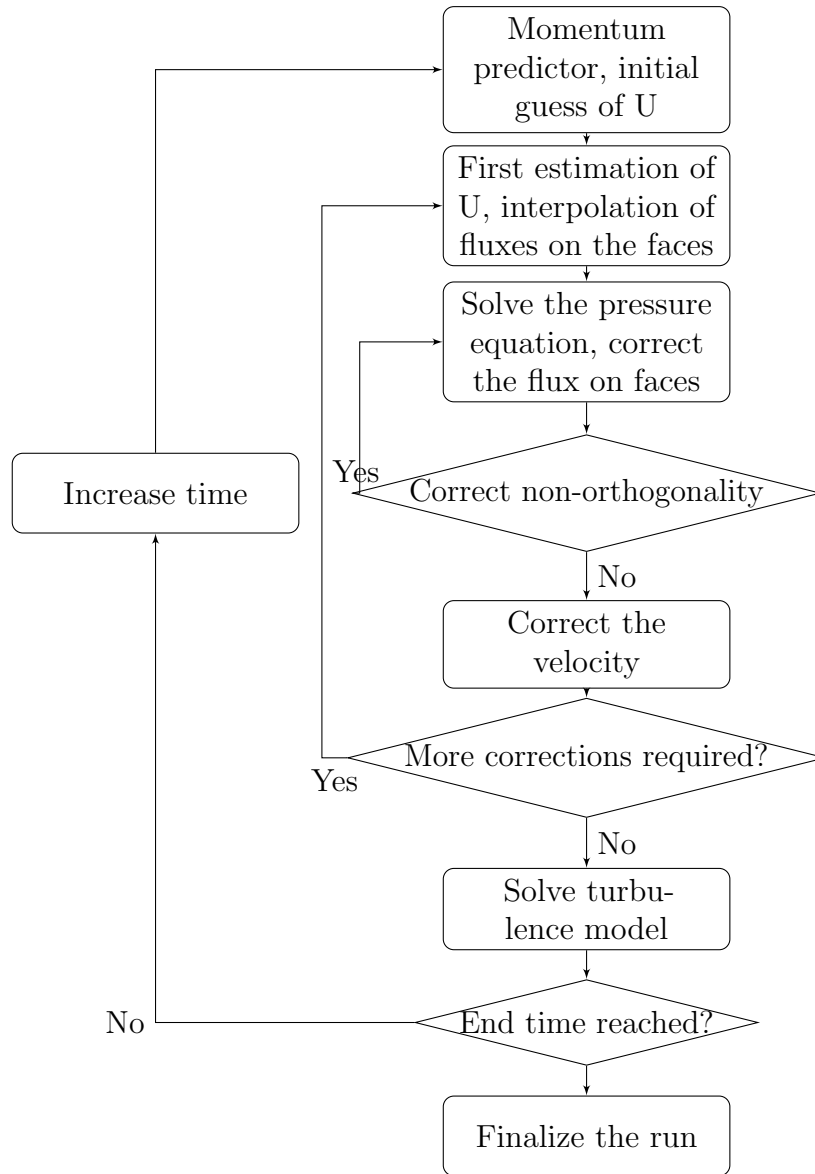 Momentum
predictor, initial
guess of U
First estimation of
U, interpolation of
fluxes on the faces
Solve the pressure
equation, correct
the flux on faces
Yes
Correct non-orthogonality
Increase time
No
Correct the
velocity
More corrections required?
Yes
No
Solve turbu-
lence model
No
End time reached?
Finalize the run